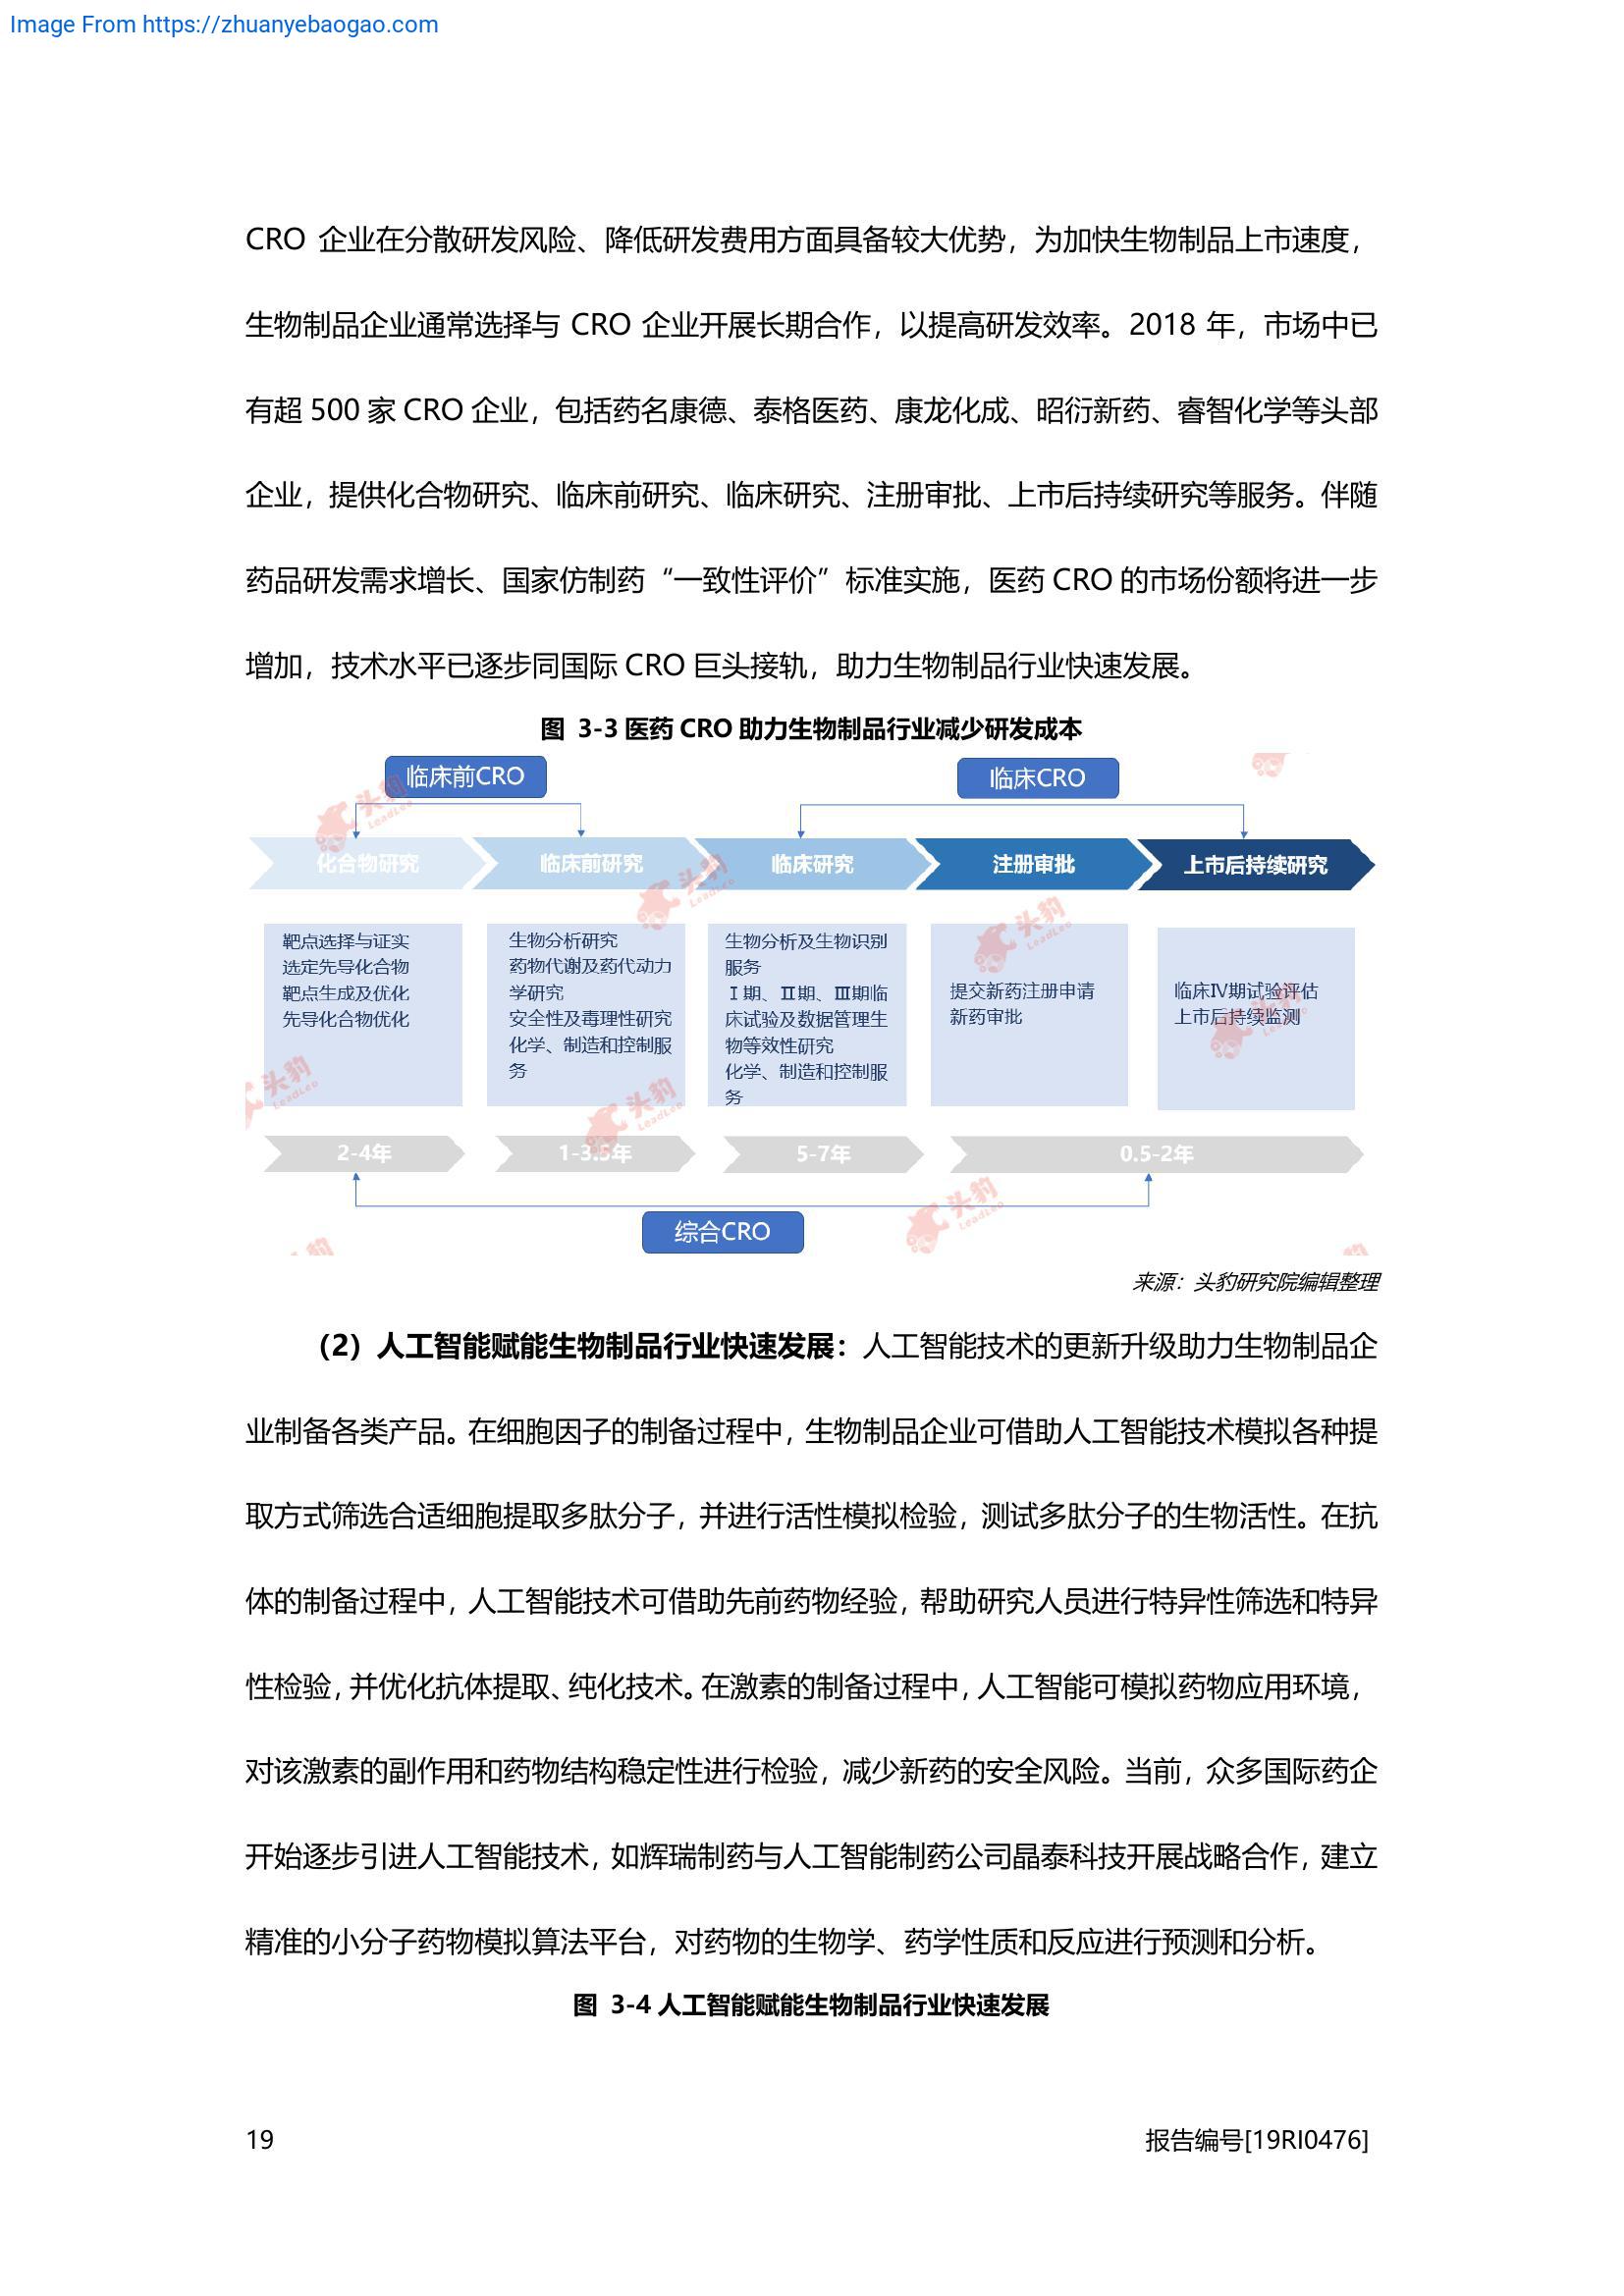 Image From https://zhuanyebaogao.com
CRO 企业在分散研发风险、降低研发费用方面具备较大优势，为加快生物制品上市速度，
生物制品企业通常选择与 CRO 企业开展长期合作，以提高研发效率。2018 年，市场中已
有超 500 家 CRO 企业，包括药名康德、泰格医药、康龙化成、昭衍新药、睿智化学等头部
企业，提供化合物研究、临床前研究、临床研究、注册审批、上市后持续研究等服务。伴随
药品研发需求增长、国家仿制药“一致性评价”标准实施，医药 CRO 的市场份额将进一步
增加，技术水平已逐步同国际 CRO 巨头接轨，助力生物制品行业快速发展。
图 3-3 医药 CRO 助力生物制品行业减少研发成本
临床前CRO
临床CRO
化合物研究
临床前研究
临床研究
注册审批
上市后持续研究
靶点选择与证实
选定先导化合物
靶点生成及优化
先导化合物优化
生物分析研究
药物代谢及药代动力
学研究
安全性及毒理性研究
化学、制造和控制服
务
生物分析及生物识别
服务
Ⅰ期、Ⅱ期、Ⅲ期临
床试验及数据管理生
物等效性研究
化学、制造和控制服
务
提交新药注册申请
新药审批
临床Ⅳ期试验评估
上市后持续监测
2-4年
1-3.5年
5-7年
0.5-2年
综合CRO
头豹
LeadLeo
来源：头豹研究院编辑整理
（2）人工智能赋能生物制品行业快速发展：人工智能技术的更新升级助力生物制品企
业制备各类产品。在细胞因子的制备过程中，生物制品企业可借助人工智能技术模拟各种提
取方式筛选合适细胞提取多肽分子，并进行活性模拟检验，测试多肽分子的生物活性。在抗
体的制备过程中，人工智能技术可借助先前药物经验，帮助研究人员进行特异性筛选和特异
性检验，并优化抗体提取、纯化技术。在激素的制备过程中，人工智能可模拟药物应用环境，
对该激素的副作用和药物结构稳定性进行检验，减少新药的安全风险。当前，众多国际药企
开始逐步引进人工智能技术，如辉瑞制药与人工智能制药公司晶泰科技开展战略合作，建立
精准的小分子药物模拟算法平台，对药物的生物学、药学性质和反应进行预测和分析。
图 3-4 人工智能赋能生物制品行业快速发展
19
报告编号[19RI0476]